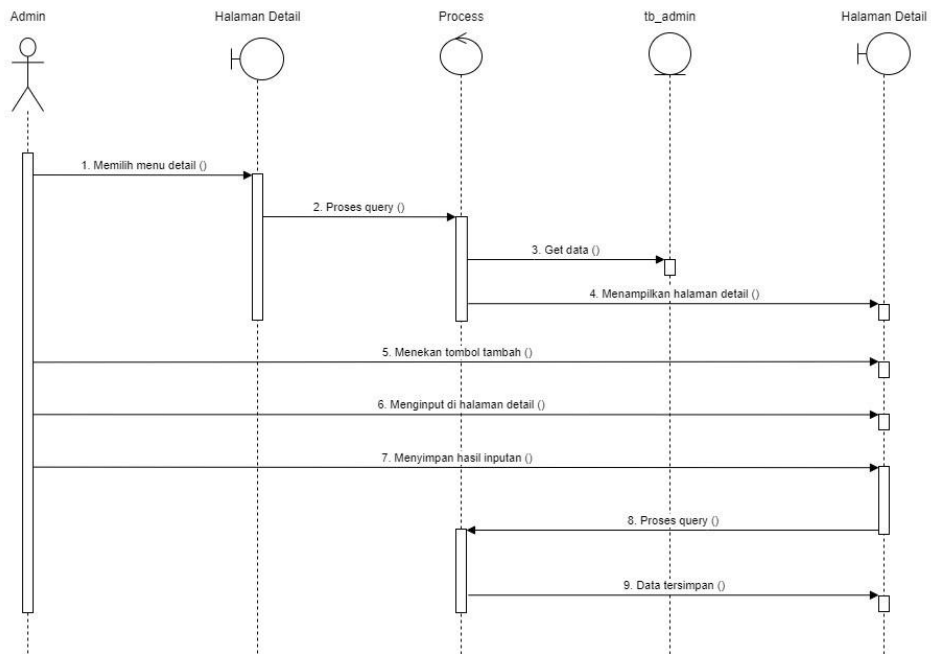 Admin
Halaman Detail
Process
tb_admin
Halaman Detail
1. Memilih menu detail ()
2. Proses query ()
3. Get data ()
4. Menampilkan halaman detail ()
5. Menekan tombol tambah ()
6. Menginput di halaman detail ()
7. Menyimpan hasil inputan ()
8. Proses query ()
9. Data tersimpan ()